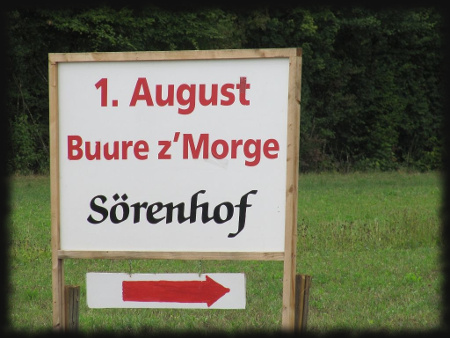 1. August
Buure z'Morge
Sörenhof